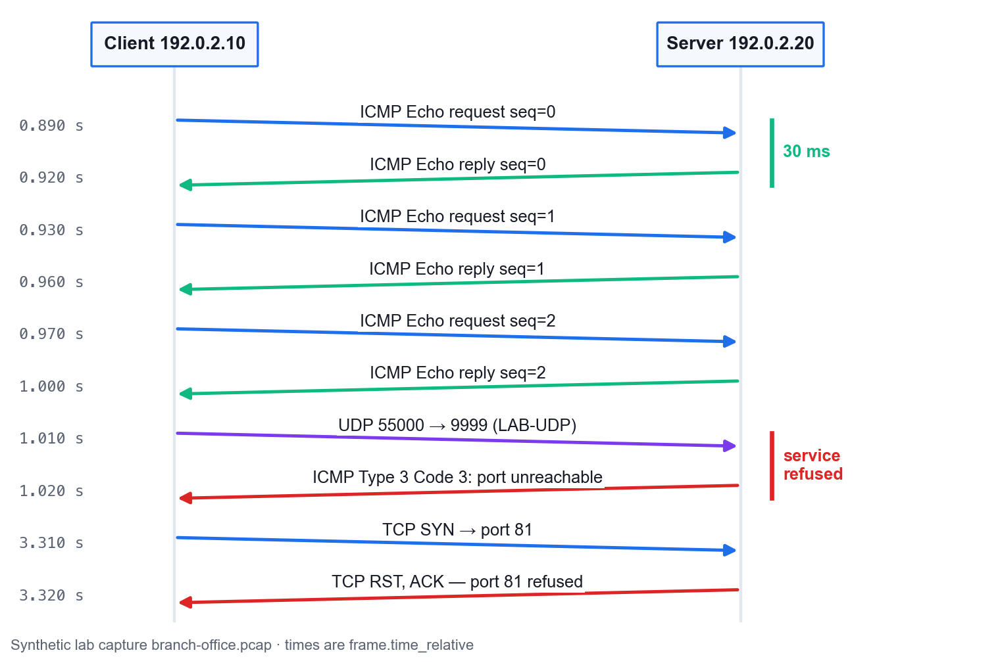 Client 192.0.2.10
Server 192.0.2.20
ICMP Echo request seq=0
0.890 s
30 ms
ICMP Echo reply seq=0
0.920 s
ICMP Echo request seq=1
0.930 s
ICMP Echo reply seq=1
0.960 s
ICMP Echo request seq=2
0.970 s
ICMP Echo reply seq=2
1.000 s
UDP 55000 → 9999 (LAB-UDP)
1.010 s
service
refused
ICMP Type 3 Code 3: port unreachable
1.020 s
TCP SYN → port 81
3.310 s
TCP RST, ACK — port 81 refused
3.320 s
Synthetic lab capture branch-office.pcap · times are frame.time_relative